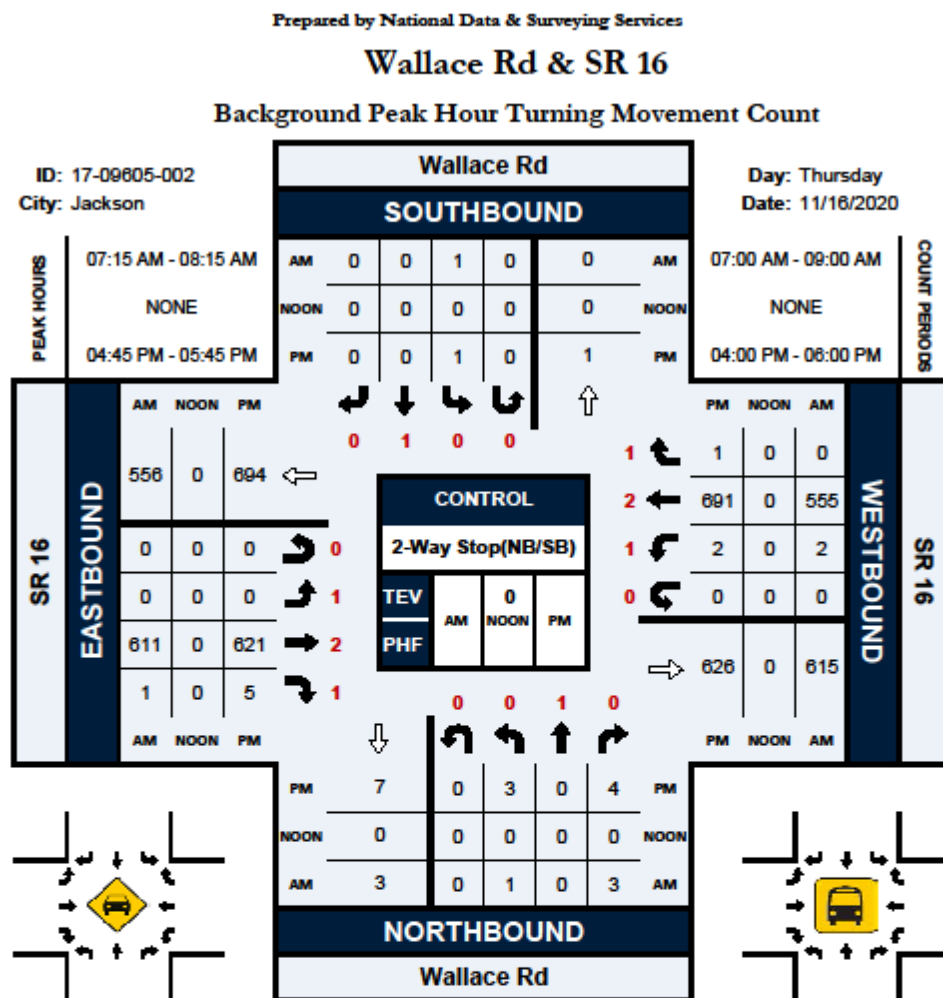 Prepared by National Data & Surveying Services
Wallace Rd & SR 16
Background Peak Hour Turning Movement Count
ID: 17-09605-002
City: Jackson
Day: Thursday
Date: 11/16/2020
Wallace Rd
SOUTHBOUND
PEAK HOURS
07:15 AM - 08:15 AM
NONE
04:45 PM - 05:45 PM
AM 0 0 1 0 0 AM
NOON 0 0 0 0 0 NOON
PM 0 0 1 0 1 PM
0 1 0 0
07:00 AM - 09:00 AM
NONE
04:00 PM - 06:00 PM
COUNT PERIODS
SR 16
EASTBOUND
AM NOON PM
556 0 694
0 0 0 0
0 0 0 1
611 0 621 2
1 0 5 1
AM NOON PM
CONTROL
2-Way Stop(NB/SB)
TEV
PHF
AM
0
NOON
PM
PM NOON AM
1 1 0 0
2 691 0 555
1 2 0 2
0 0 0 0
626 0 615
PM NOON AM
WESTBOUND
SR 16
0 0 1 0
PM 7 0 3 0 4 PM
NOON 0 0 0 0 0 NOON
AM 3 0 1 0 3 AM
NORTHBOUND
Wallace Rd